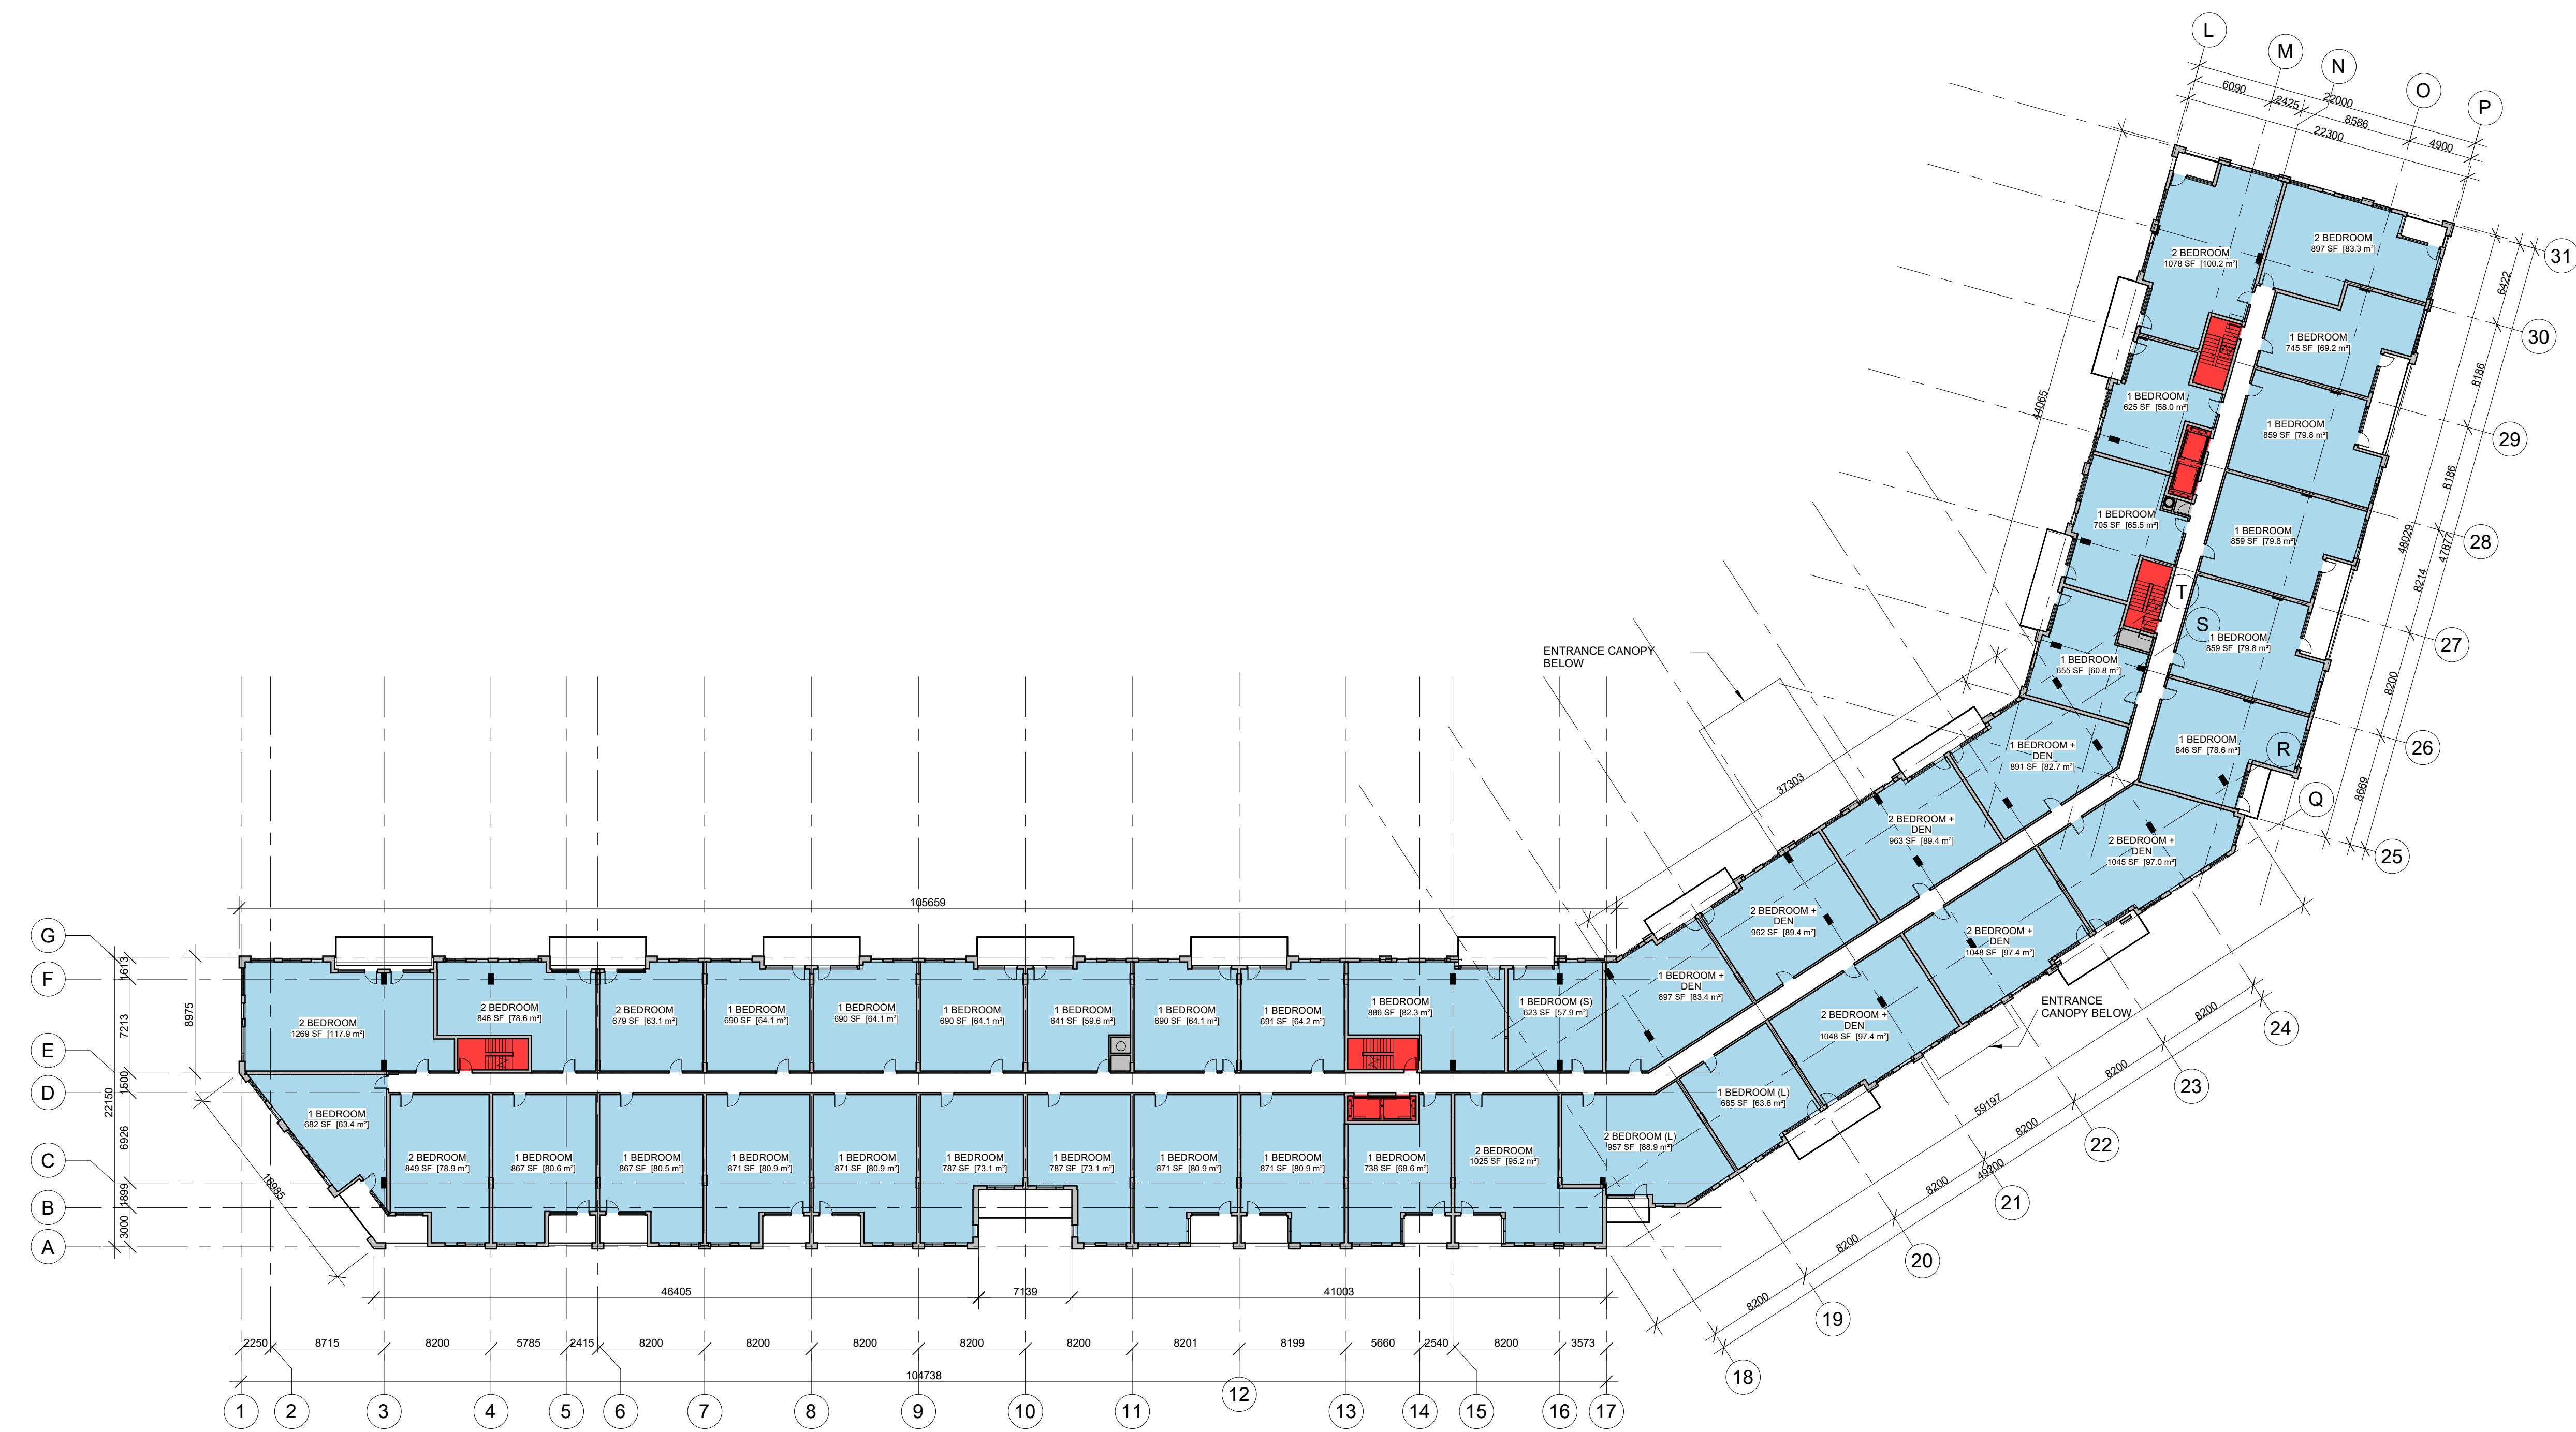 L
M
N
O
P
6090
2425
22000
8586
22300
4900
31
30
29
28
27
26
25
6422
8186
8186
48029
47877
8214
8200
8669
44065
2 BEDROOM
1078 SF [100.2 m²]
2 BEDROOM
897 SF [83.3 m²]
1 BEDROOM
745 SF [69.2 m²]
1 BEDROOM
625 SF [58.0 m²]
1 BEDROOM
859 SF [79.8 m²]
1 BEDROOM
705 SF [65.5 m²]
1 BEDROOM
859 SF [79.8 m²]
T
S
1 BEDROOM
859 SF [79.8 m²]
1 BEDROOM
655 SF [60.8 m²]
1 BEDROOM
846 SF [78.6 m²]
R
Q
ENTRANCE CANOPY
BELOW
37303
1 BEDROOM +
DEN
891 SF [82.7 m²]
2 BEDROOM +
DEN
963 SF [89.4 m²]
2 BEDROOM +
DEN
1045 SF [97.0 m²]
2 BEDROOM +
DEN
962 SF [89.4 m²]
2 BEDROOM +
DEN
1048 SF [97.4 m²]
1 BEDROOM +
DEN
897 SF [83.4 m²]
2 BEDROOM +
DEN
1048 SF [97.4 m²]
ENTRANCE
CANOPY BELOW
1 BEDROOM (L)
685 SF [63.6 m²]
2 BEDROOM (L)
957 SF [88.9 m²]
105659
G
F
E
D
C
B
A
1613
7213
1500
6926
1899
3000
22150
8975
16985
2 BEDROOM
1269 SF [117.9 m²]
2 BEDROOM
846 SF [78.6 m²]
2 BEDROOM
679 SF [63.1 m²]
1 BEDROOM
690 SF [64.1 m²]
1 BEDROOM
690 SF [64.1 m²]
1 BEDROOM
690 SF [64.1 m²]
1 BEDROOM
641 SF [59.6 m²]
1 BEDROOM
690 SF [64.1 m²]
1 BEDROOM
691 SF [64.2 m²]
1 BEDROOM
886 SF [82.3 m²]
1 BEDROOM (S)
623 SF [57.9 m²]
1 BEDROOM
682 SF [63.4 m²]
2 BEDROOM
849 SF [78.9 m²]
1 BEDROOM
867 SF [80.6 m²]
1 BEDROOM
867 SF [80.5 m²]
1 BEDROOM
871 SF [80.9 m²]
1 BEDROOM
871 SF [80.9 m²]
1 BEDROOM
787 SF [73.1 m²]
1 BEDROOM
787 SF [73.1 m²]
1 BEDROOM
871 SF [80.9 m²]
1 BEDROOM
871 SF [80.9 m²]
1 BEDROOM
738 SF [68.6 m²]
2 BEDROOM
1025 SF [95.2 m²]
46405
7139
41003
2250
8715
8200
5785
2415
8200
8200
8200
8200
8200
8201
8199
5660
2540
8200
3573
104738
1
2
3
4
5
6
7
8
9
10
11
12
13
14
15
16
17
59197
49200
8200
8200
8200
8200
8200
8200
18
19
20
21
22
23
24